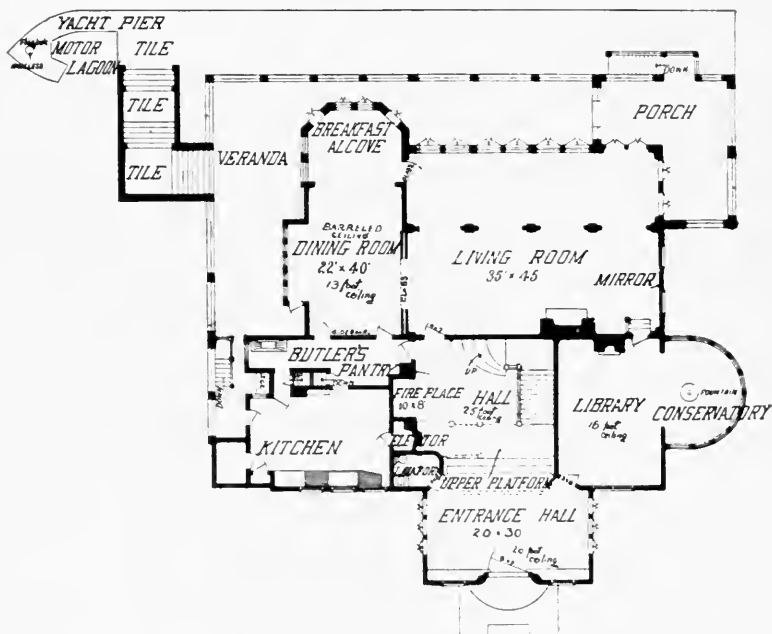 YACHT PIER
MOTOR
LAGOON
TILE
TILE
TILE
VERANDA
BREAKFAST
ALCOVE
DOWN
PORCH
BARRELED
CEILING
DINING ROOM
22' x 40'
13 foot
ceiling
GLASS
LIVING ROOM
35' x 45
MIRROR
BUTLER'S
PANTRY
DOWN
UP
FIRE PLACE
10 x 8
HALL
25 foot
ceiling
LIBRARY
16 foot
ceiling
FOUNTAIN
CONSERVATORY
KITCHEN
UPPER PLATFORM
ENTRANCE HALL
20 x 30
20 foot
ceiling